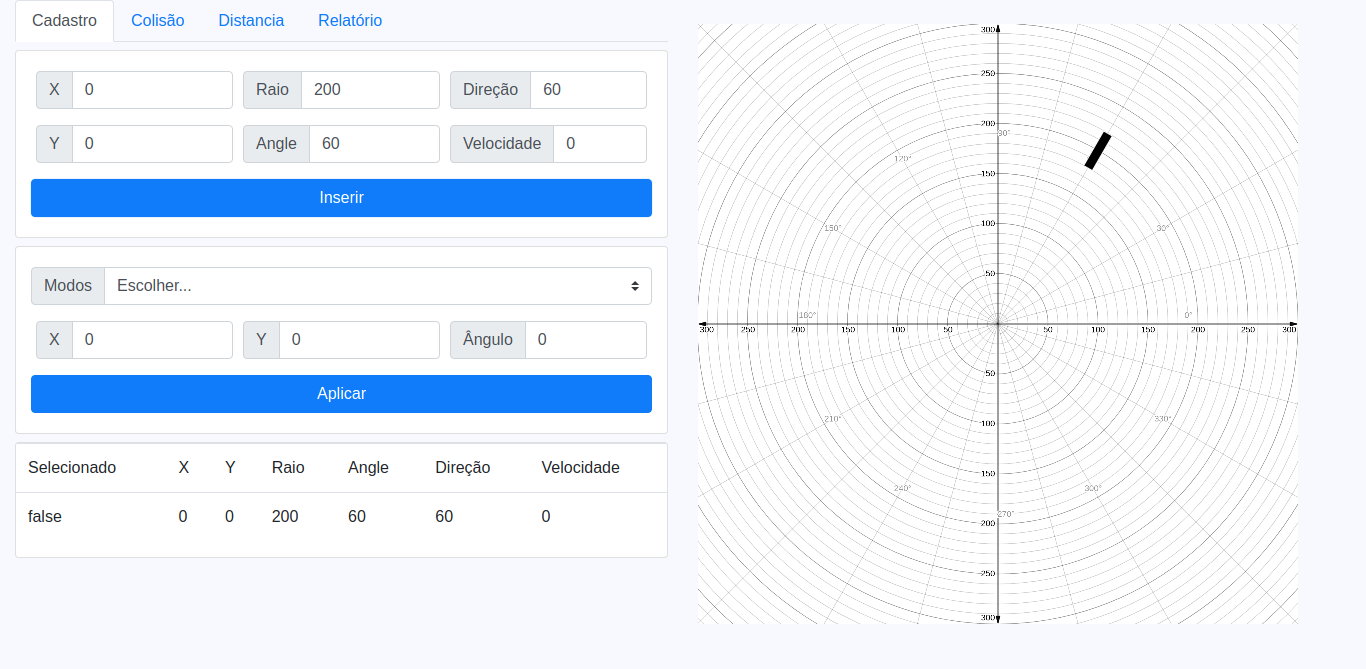 Cadastro Colisão Distancia Relatório
X 0 Raio 200 Direção 60
Y 0 Angle 60 Velocidade 0
Inserir
Modos Escolher...
X 0 Y 0 Ângulo 0
Aplicar
Selecionado X Y Raio Angle Direção Velocidade
false 0 0 200 60 60 0
300
250
200
90°
120°
150
100
150° 30°
50
180° 0°
300 250 200 150 100 50 50 100 150 200 250 300
50
100
210° 330°
150
240° 300°
270°
200
250
300